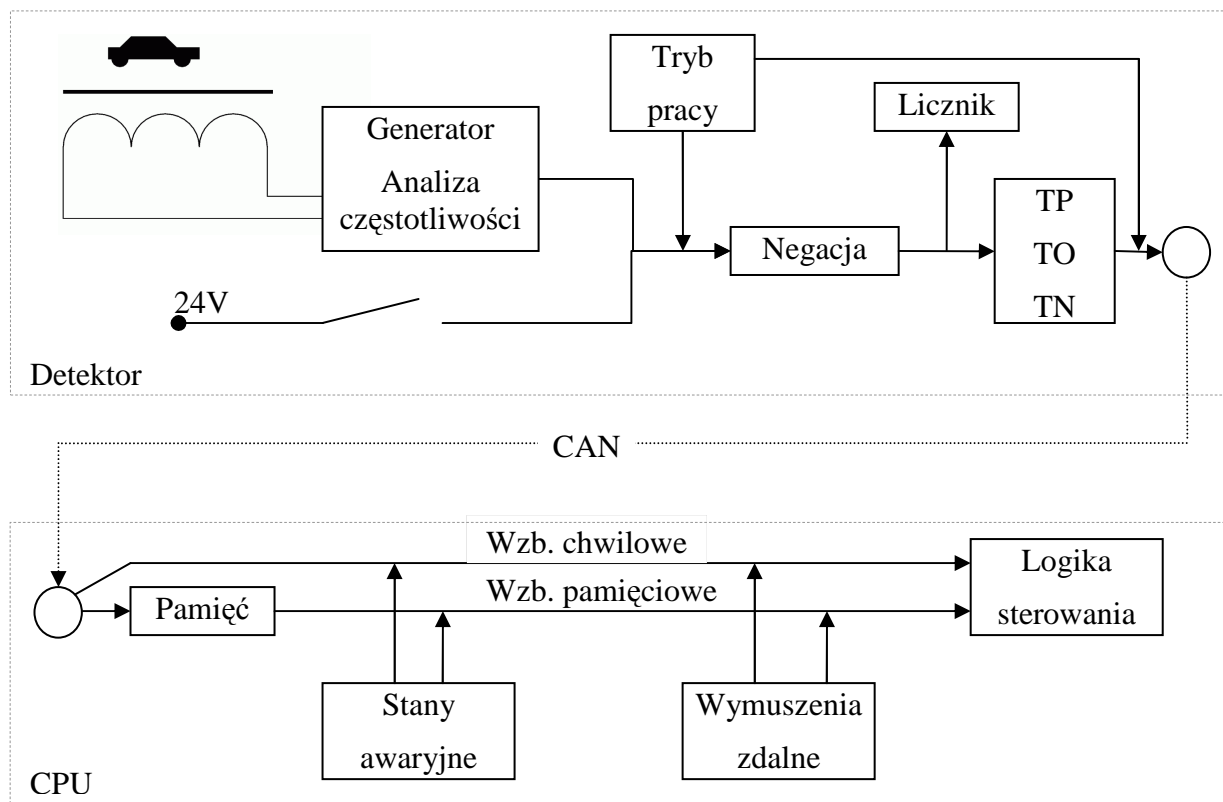 Tryb
pracy
Licznik
Generator
Analiza
częstotliwości
TP
TO
TN
Negacja
24V
Detektor
CAN
Wzb. chwilowe
Wzb. pamięciowe
Pamięć
Logika
sterowania
Stany
awaryjne
Wymuszenia
zdalne
CPU